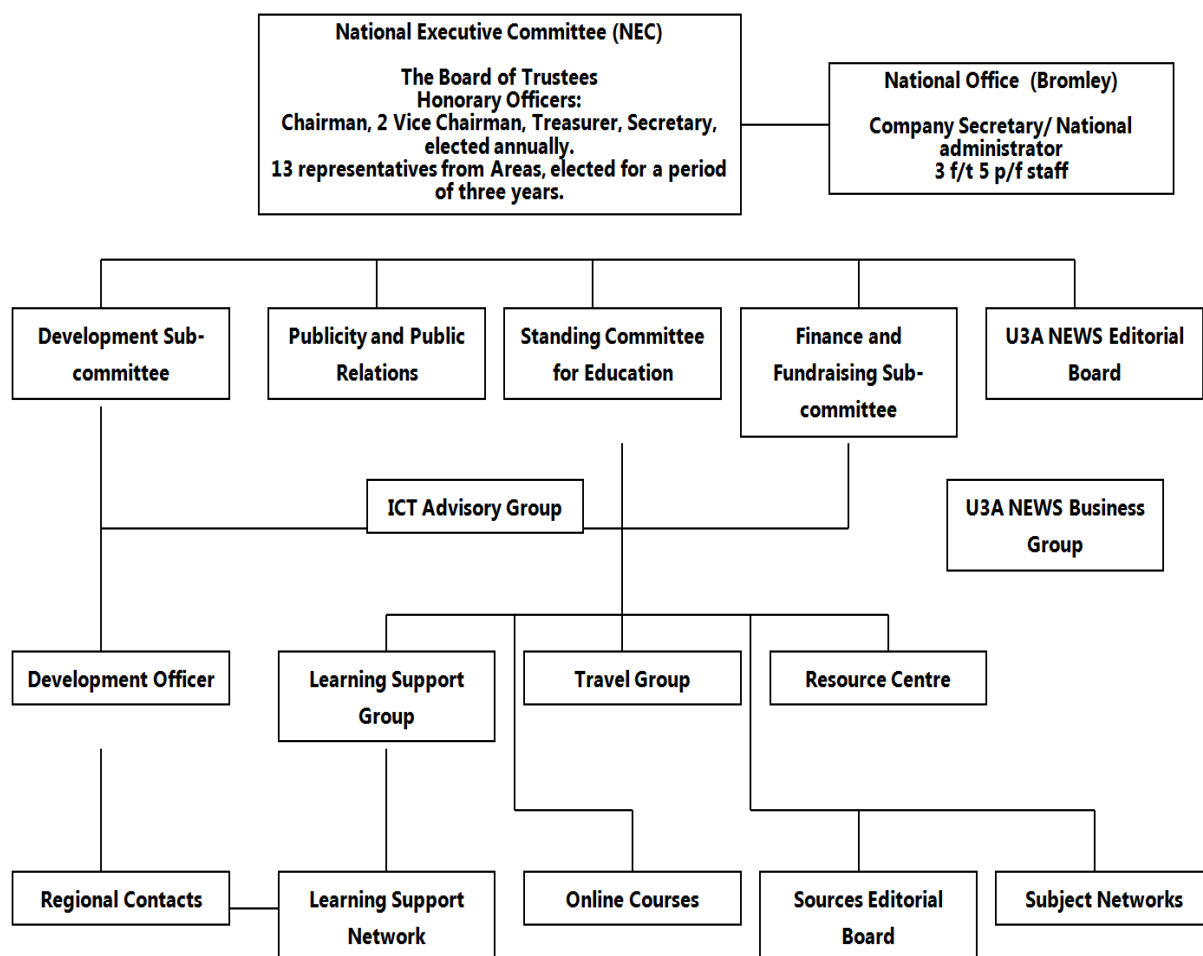 National Executive Committee (NEC)
The Board of Trustees
Honorary Officers:
Chairman, 2 Vice Chairman, Treasurer, Secretary,
elected annually.
13 representatives from Areas, elected for a period
of three years.
National Office (Bromley)
Company Secretary/ National
administrator
3 f/t 5 p/f staff
Development Sub-
committee
Publicity and Public
Relations
Standing Committee
for Education
Finance and
Fundraising Sub-
committee
U3A NEWS Editorial
Board
ICT Advisory Group
U3A NEWS Business
Group
Development Officer
Learning Support
Group
Travel Group
Resource Centre
Regional Contacts
Learning Support
Network
Online Courses
Sources Editorial
Board
Subject Networks